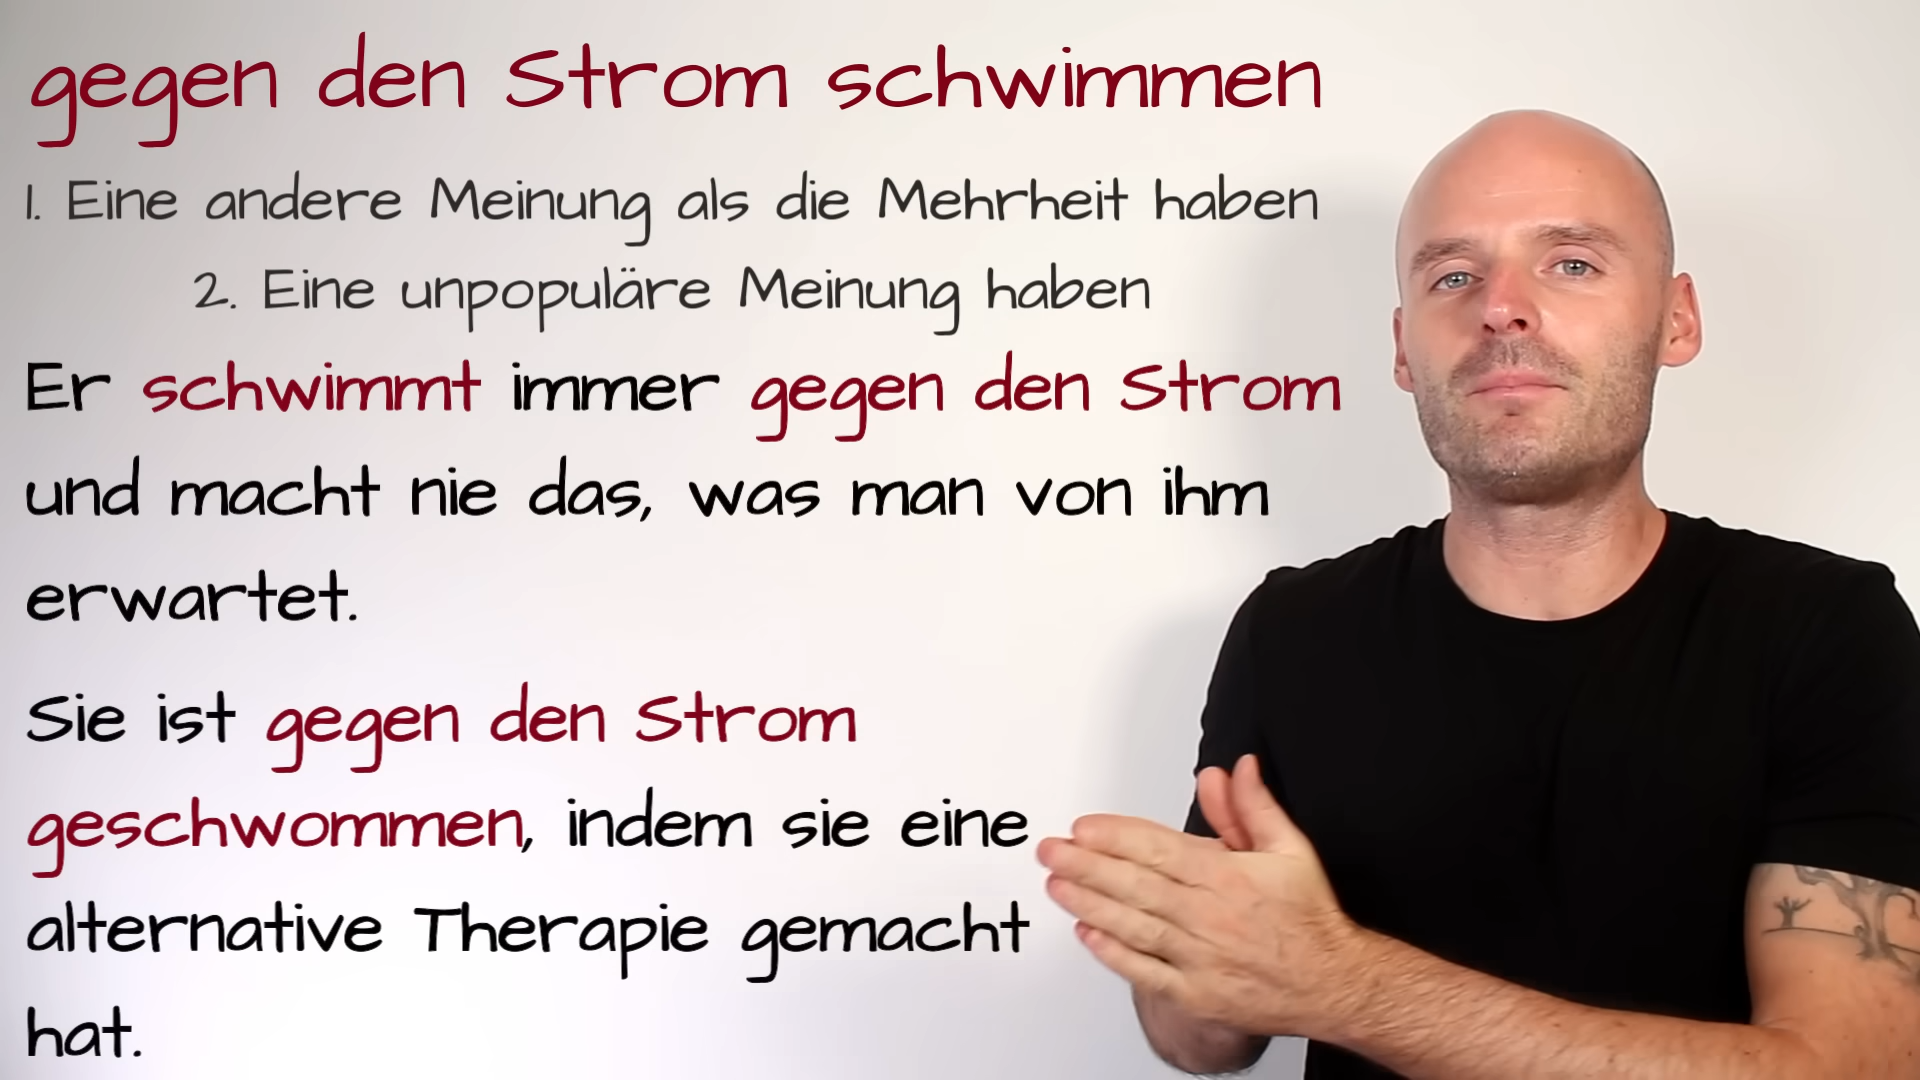 gegen den Strom schwimmen
1. Eine andere Meinung als die Mehrheit haben
2. Eine unpopuläre Meinung haben
Er schwimmt immer gegen den Strom
und macht nie das, was man von ihm
erwartet.
Sie ist gegen den Strom
geschwommen, indem sie eine
alternative Therapie gemacht
hat.